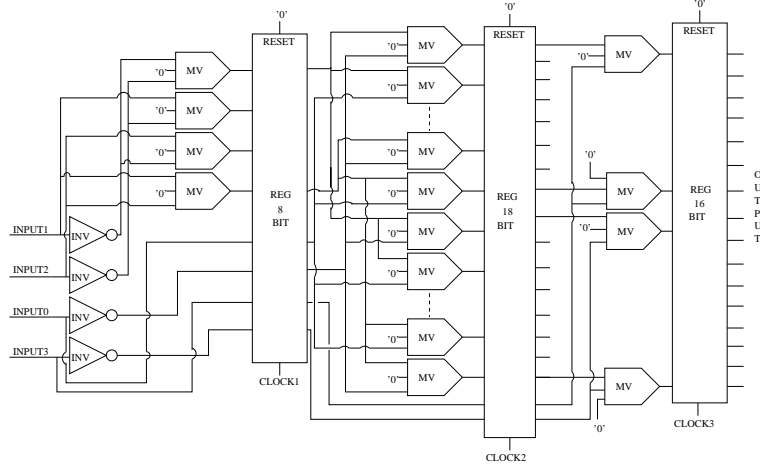 '0'
'0'
'0'
RESET
RESET
RESET
MV
'0'
MV
'0'
MV
'0'
MV
'0'
REG
8
BIT
INPUT1
INV
INPUT2
INV
INPUT0
INV
INPUT3
INV
CLOCK1
MV
'0'
MV
'0'
MV
'0'
MV
'0'
MV
'0'
MV
'0'
MV
'0'
MV
'0'
REG
18
BIT
CLOCK2
MV
'0'
'0'
MV
MV
'0'
MV
'0'
REG
16
BIT
CLOCK3
O
U
T
P
U
T